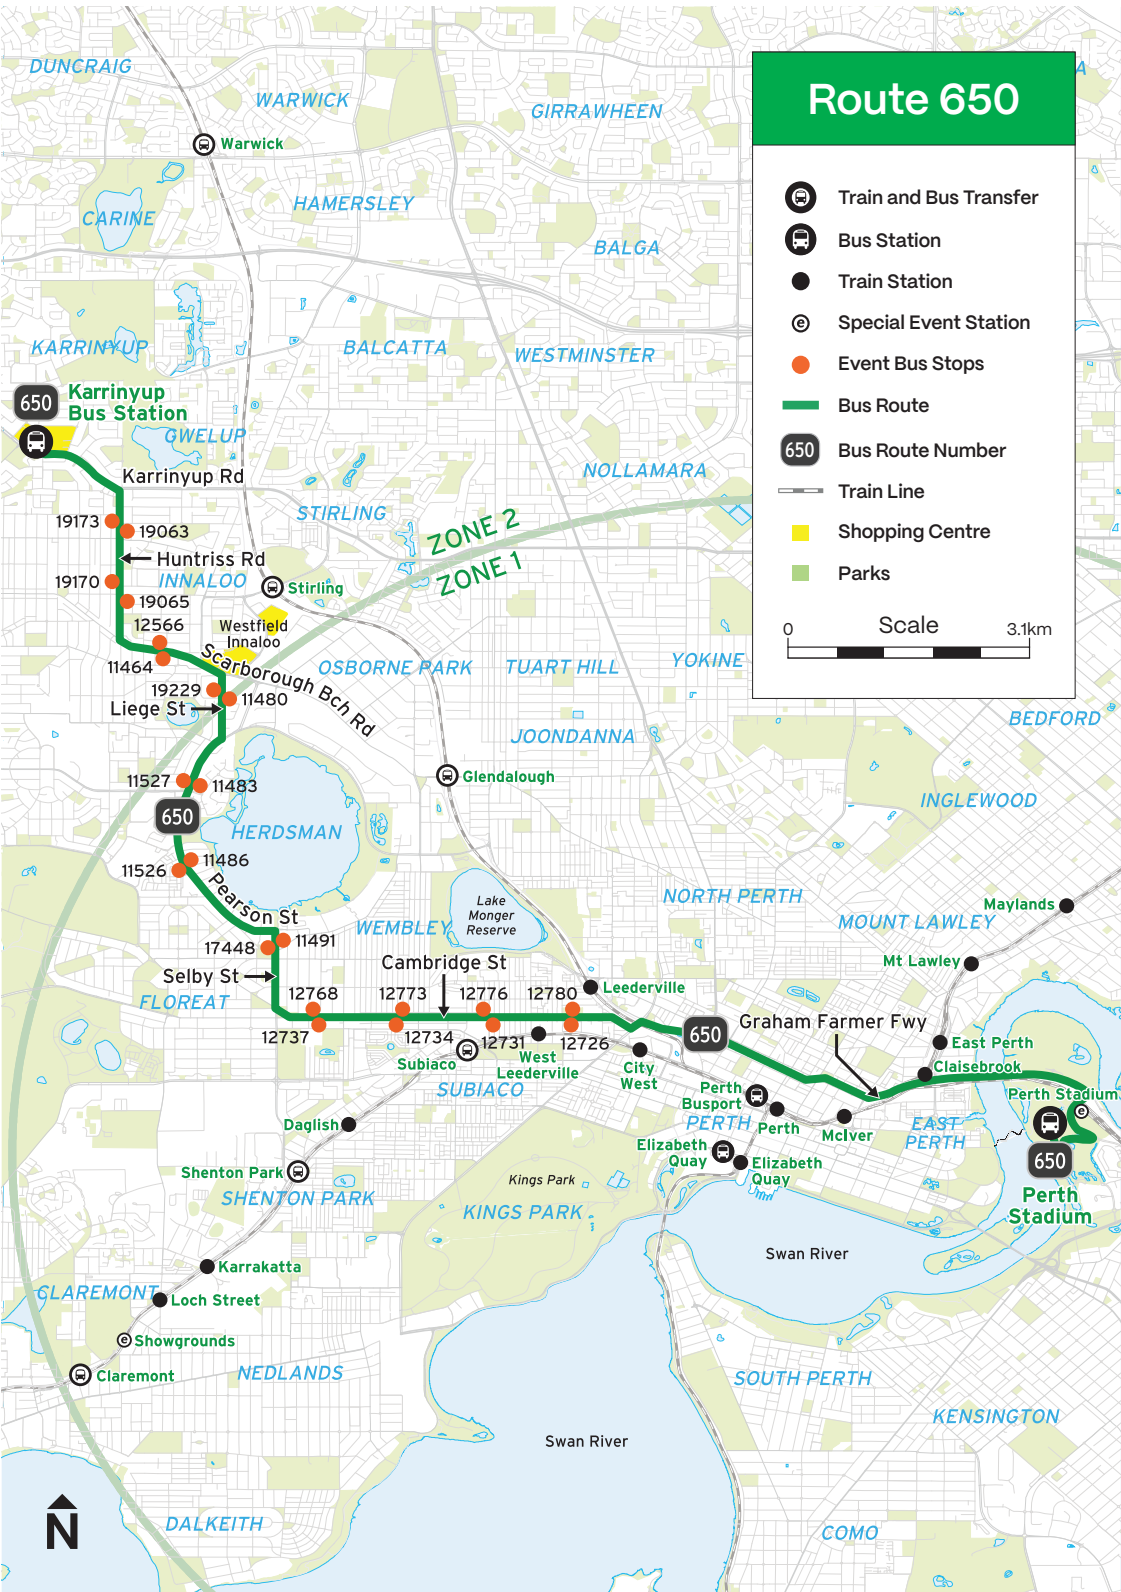 Route 650
Train and Bus Transfer
Bus Station
Train Station
e
Special Event Station
Event Bus Stops
Bus Route
650
Bus Route Number
Train Line
Shopping Centre
Parks
0
Scale
3.1km
DUNCRAIG
WARWICK
GIRRAWHEEN
A
Warwick
CARINE
HAMERSLEY
BALGA
KARRINYUP
BALCATTA
WESTMINSTER
650
Karrinyup
Bus Station
GWELUP
Karrinyup Rd
NOLLAMARA
STIRLING
ZONE 2
ZONE 1
19173
19063
Huntriss Rd
INNALOO
19170
19065
Stirling
12566
11464
Westfield
Innaloo
Scarborough Bch Rd
OSBORNE PARK
TUART HILL
YOKINE
19229
11480
Liege St
BEDFORD
JOONDANNA
11527
11483
Glendalough
INGLEWOOD
650
HERDSMAN
11526
11486
Pearson St
Lake
Monger
Reserve
NORTH PERTH
MOUNT LAWLEY
Maylands
WEMBLEY
17448
11491
Mt Lawley
Selby St
Cambridge St
FLOREAT
12768
12773
12776
12780
Leederville
12737
12734
12731
12726
650
Graham Farmer Fwy
East Perth
Subiaco
West
Leederville
City
West
Claisebrook
SUBIACO
Perth
Busport
Perth Stadium
e
Daglish
PERTH
Perth
McIver
EAST
PERTH
Elizabeth
Quay
Elizabeth
Quay
650
Perth
Stadium
Shenton Park
SHENTON PARK
Kings Park
KINGS PARK
Swan River
Karrakatta
CLAREMONT
Loch Street
e
Showgrounds
Claremont
NEDLANDS
SOUTH PERTH
KENSINGTON
Swan River
N
DALKEITH
COMO